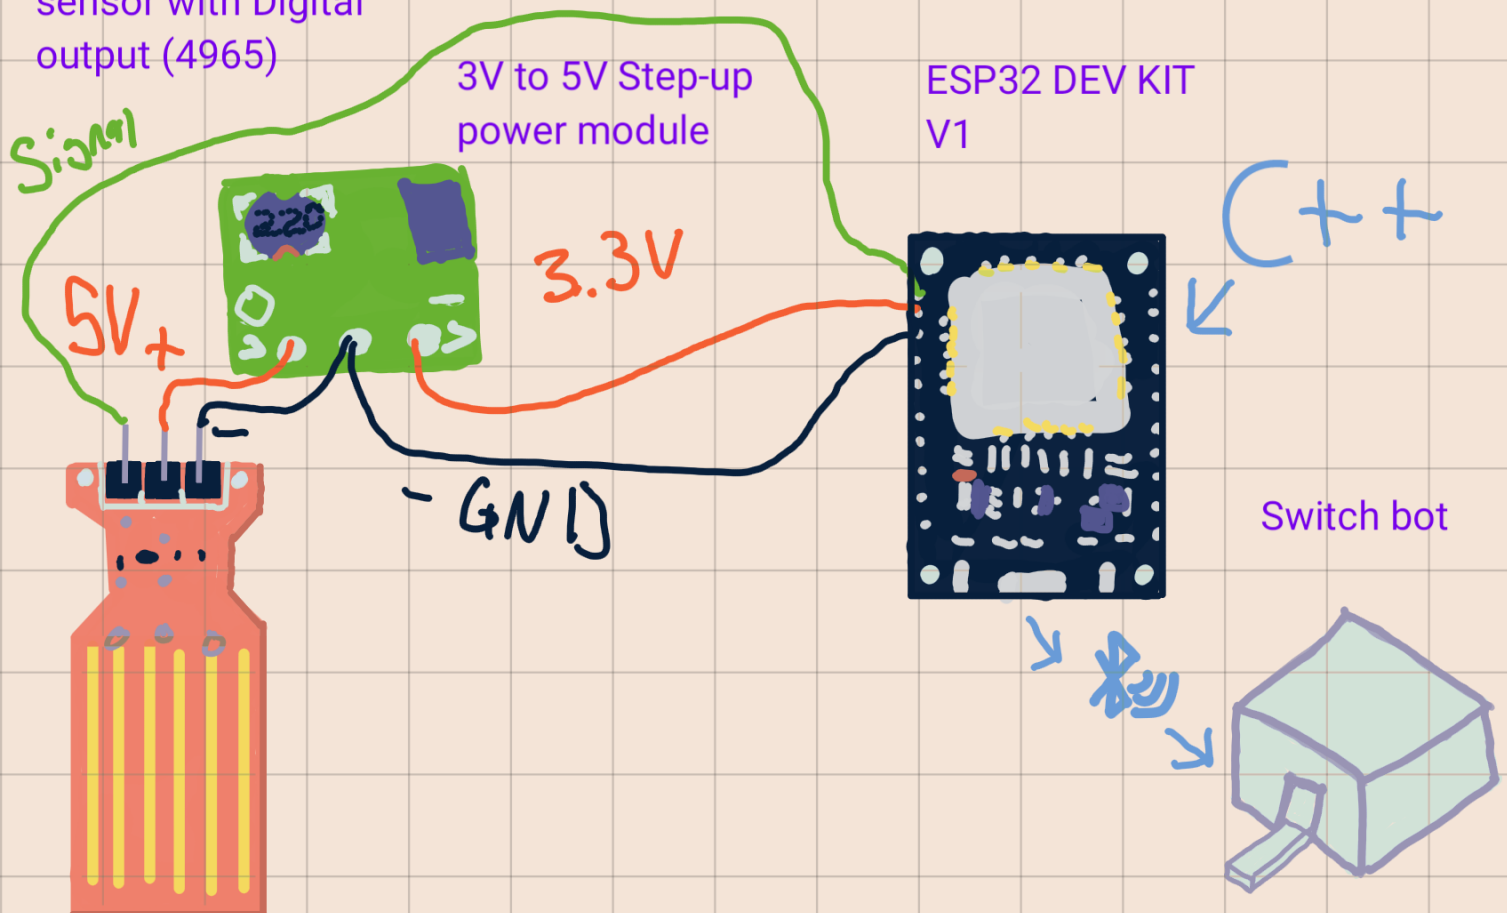 sensor with Digital
output (4965)
3V to 5V Step-up
power module
ESP32 DEV KIT
V1
Signal
C++
220
3.3V
5V+
-
- GND
Switch bot